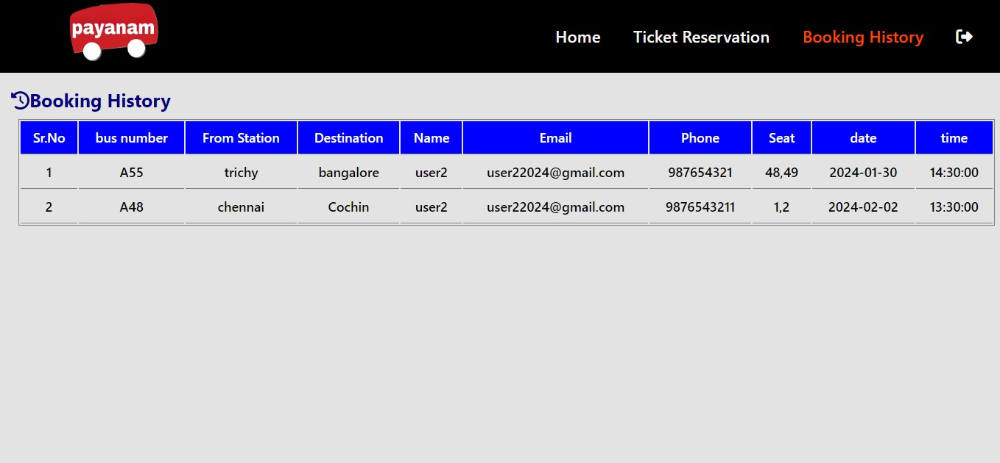 payanam
Home Ticket Reservation Booking History
Booking History
Sr.No bus number From Station Destination Name Email Phone Seat date time
1 A55 trichy bangalore user2 user22024@gmail.com 987654321 48,49 2024-01-30 14:30:00
2 A48 chennai Cochin user2 user22024@gmail.com 9876543211 1,2 2024-02-02 13:30:00